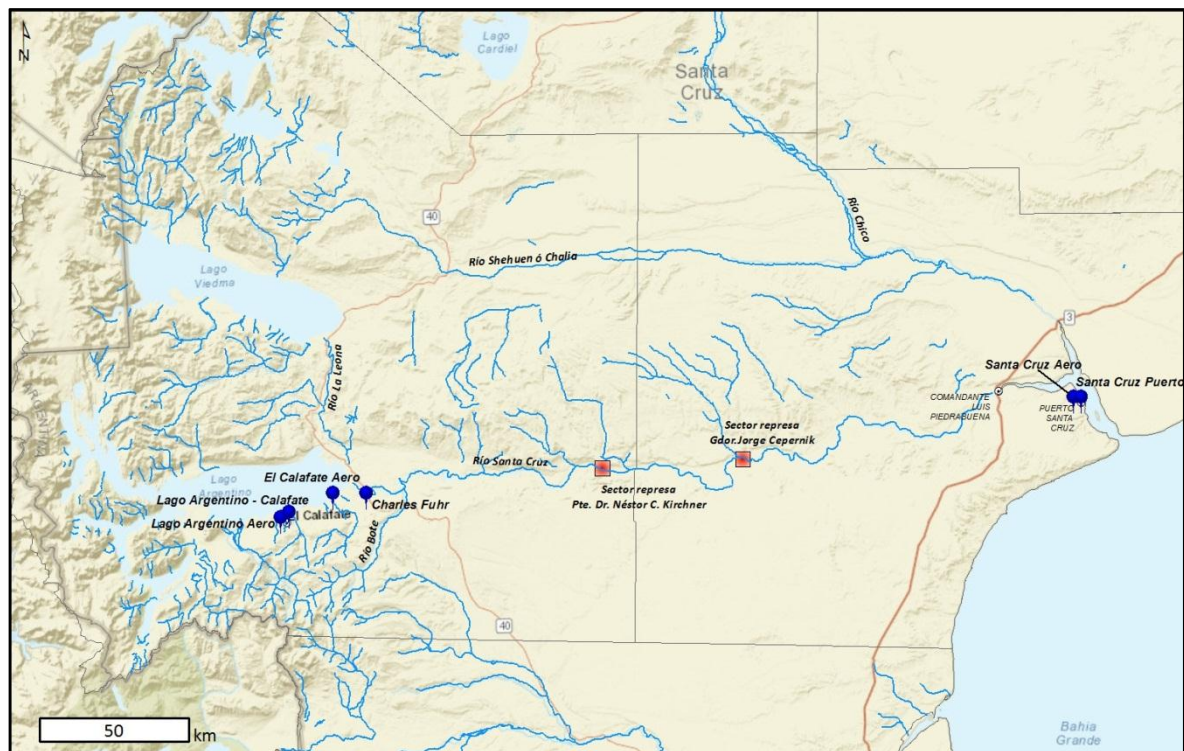 N
Lago
Cardiel
Santa
Cruz
40
Río Chico
Río Shehuen ó Chalia
Lago
Viedma
3
Río La Leona
Santa Cruz Aero
Santa Cruz Puerto
COMANDANTE
LUIS
PIEDRABUENA
PUERTO
SANTA
CRUZ
Sector represa
Gdor.Jorge Cepernik
Río Santa Cruz
ARGENTINA
Lago
Argentino
El Calafate Aero
Sector represa
Pte. Dr. Néstor C. Kirchner
Lago Argentino - Calafate
Charles Fuhr
El Calafate
Lago Argentino Aero
Río Bote
40
50
km
Bahia
Grande